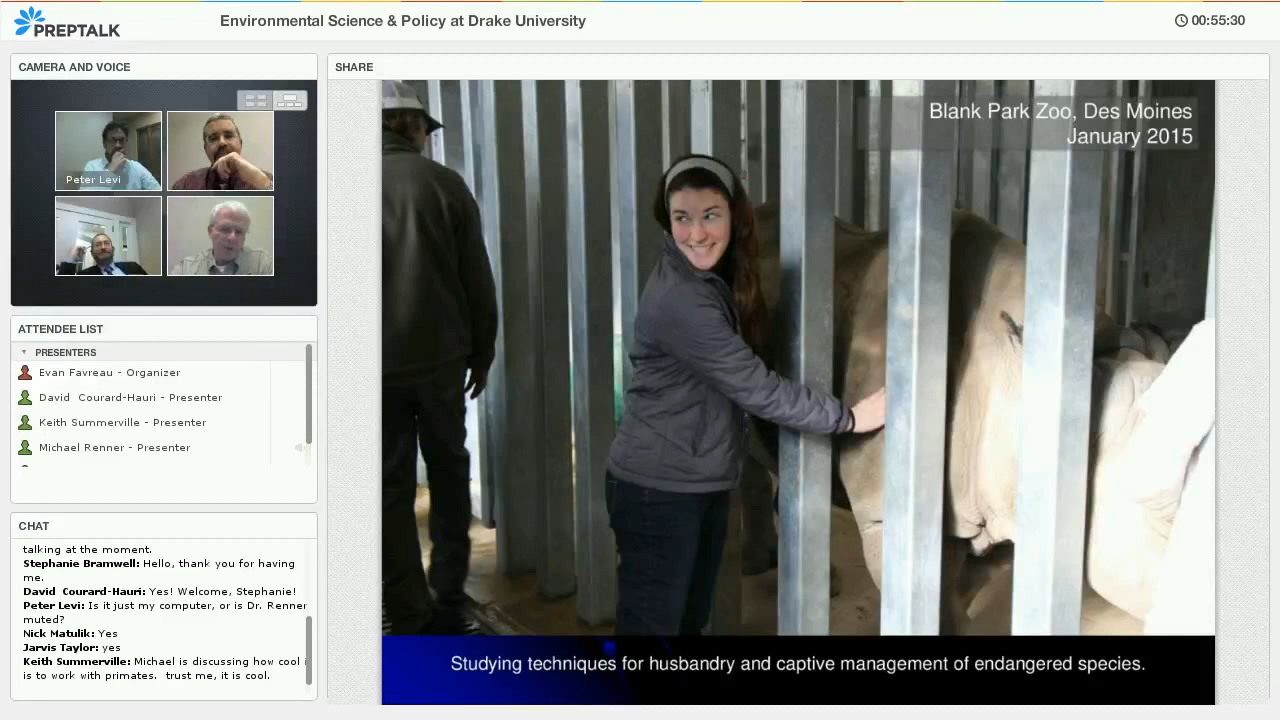 PREPTALK
Environmental Science & Policy at Drake University
00:55:30
CAMERA AND VOICE
Peter Levi
ATTENDEE LIST
PRESENTERS
Evan Favreau - Organizer
David Courard-Hauri - Presenter
Keith Summerville - Presenter
Michael Renner - Presenter
CHAT
talking at the moment.
Stephanie Bramwell: Hello, thank you for having
me.
David Courard-Hauri: Yes! Welcome, Stephanie!
Peter Levi: Is it just my computer, or is Dr. Renner
muted?
Nick Matulik: Yes
Jarvis Taylor: yes
Keith Summerville: Michael is discussing how cool i
is to work with primates. trust me, it is cool.
SHARE
Blank Park Zoo, Des Moines
January 2015
Studying techniques for husbandry and captive management of endangered species.